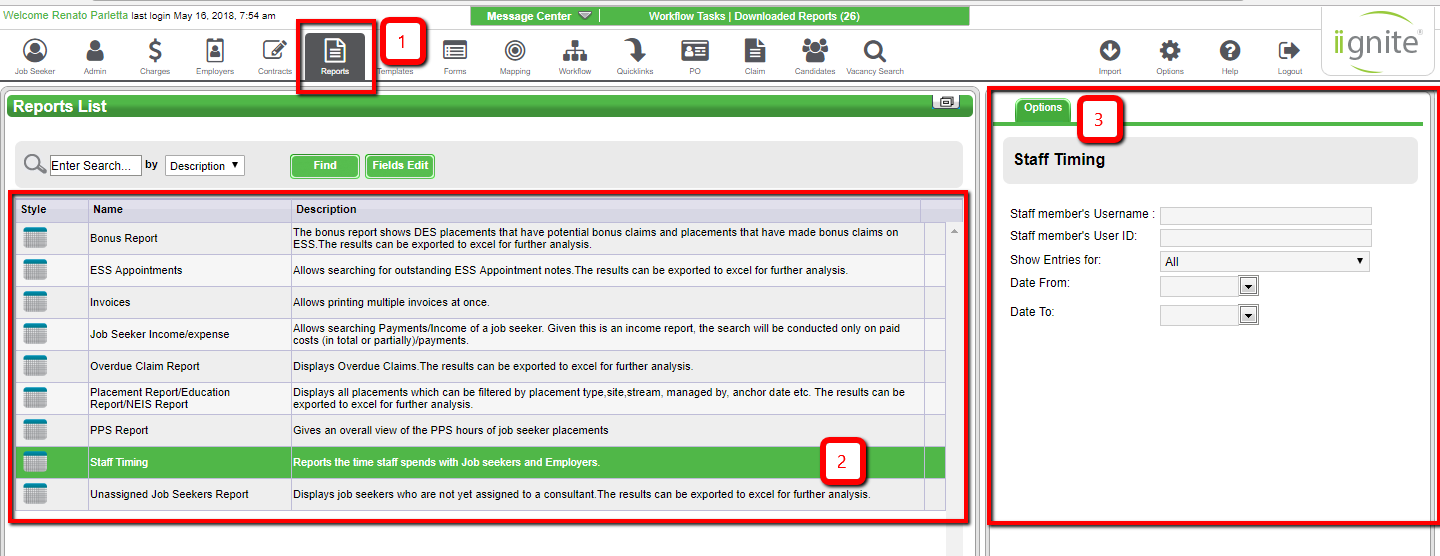 Welcome Renato Parletta last login May 16, 2018, 7:54 am
Message Center
Workflow Tasks | Downloaded Reports (26)
Job Seeker
Admin
Charges
Employers
Contracts
Reports
1
Templates
Forms
Mapping
Workflow
Quicklinks
PO
Claim
Candidates
Vacancy Search
Import
Options
Help
Logout
iignite®
Reports List
Enter Search... by Description
Find
Fields Edit
Style Name Description
Bonus Report
The bonus report shows DES placements that have potential bonus claims and placements that have made bonus claims on
ESS.The results can be exported to excel for further analysis.
ESS Appointments
Allows searching for outstanding ESS Appointment notes.The results can be exported to excel for further analysis.
Invoices
Allows printing multiple invoices at once.
Job Seeker Income/expense
Allows searching Payments/Income of a job seeker. Given this is an income report, the search will be conducted only on paid
costs (in total or partially)/payments.
Overdue Claim Report
Displays Overdue Claims.The results can be exported to excel for further analysis.
Placement Report/Education
Report/NEIS Report
Displays all placements which can be filtered by placement type,site,stream, managed by, anchor date etc. The results can be
exported to excel for further analysis.
PPS Report
Gives an overall view of the PPS hours of job seeker placements
Staff Timing
Reports the time staff spends with Job seekers and Employers.
2
Unassigned Job Seekers Report
Displays job seekers who are not yet assigned to a consultant.The results can be exported to excel for further analysis.
Options
3
Staff Timing
Staff member's Username :
Staff member's User ID:
Show Entries for: All
Date From:
Date To: